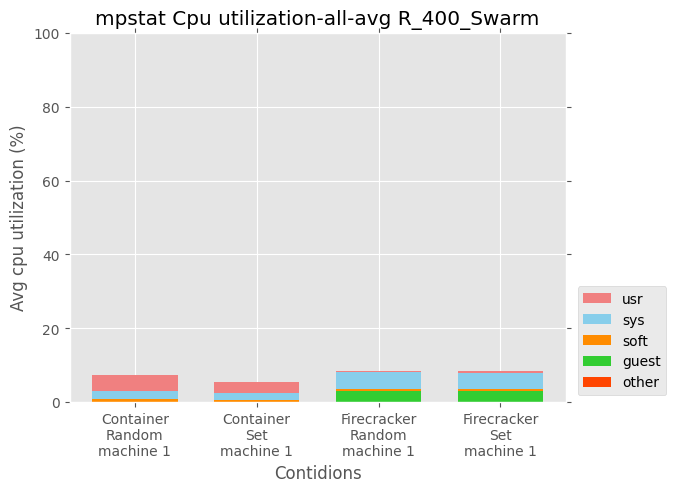 mpstat Cpu utilization-all-avg R_400_Swarm
Avg cpu utilization (%)
100
80
60
40
20
0
Container
Random
machine 1
Container
Set
machine 1
Firecracker
Random
machine 1
Firecracker
Set
machine 1
Contidions
usr
sys
soft
guest
other